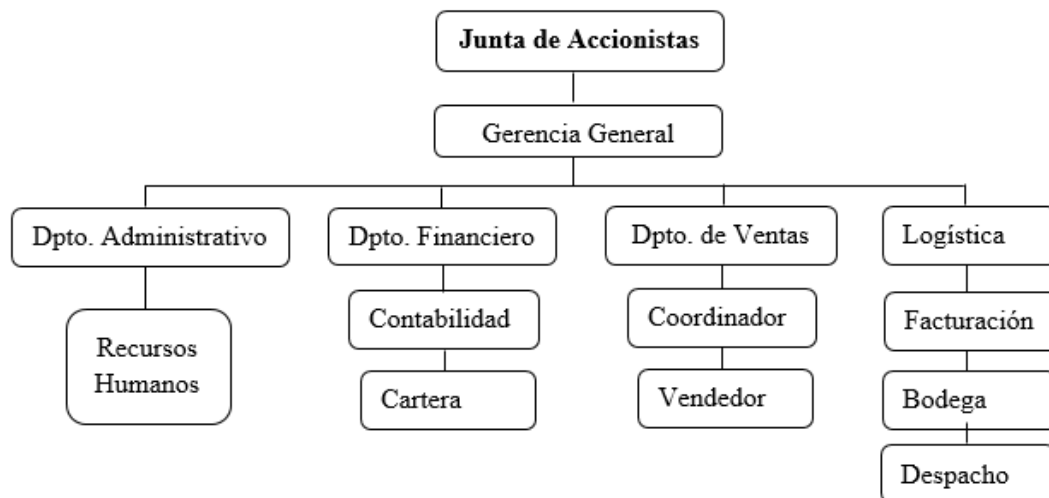 Junta de Accionistas
Gerencia General
Dpto. Administrativo
Dpto. Financiero
Dpto. de Ventas
Logística
Recursos
Humanos
Contabilidad
Coordinador
Facturación
Cartera
Vendedor
Bodega
Despacho